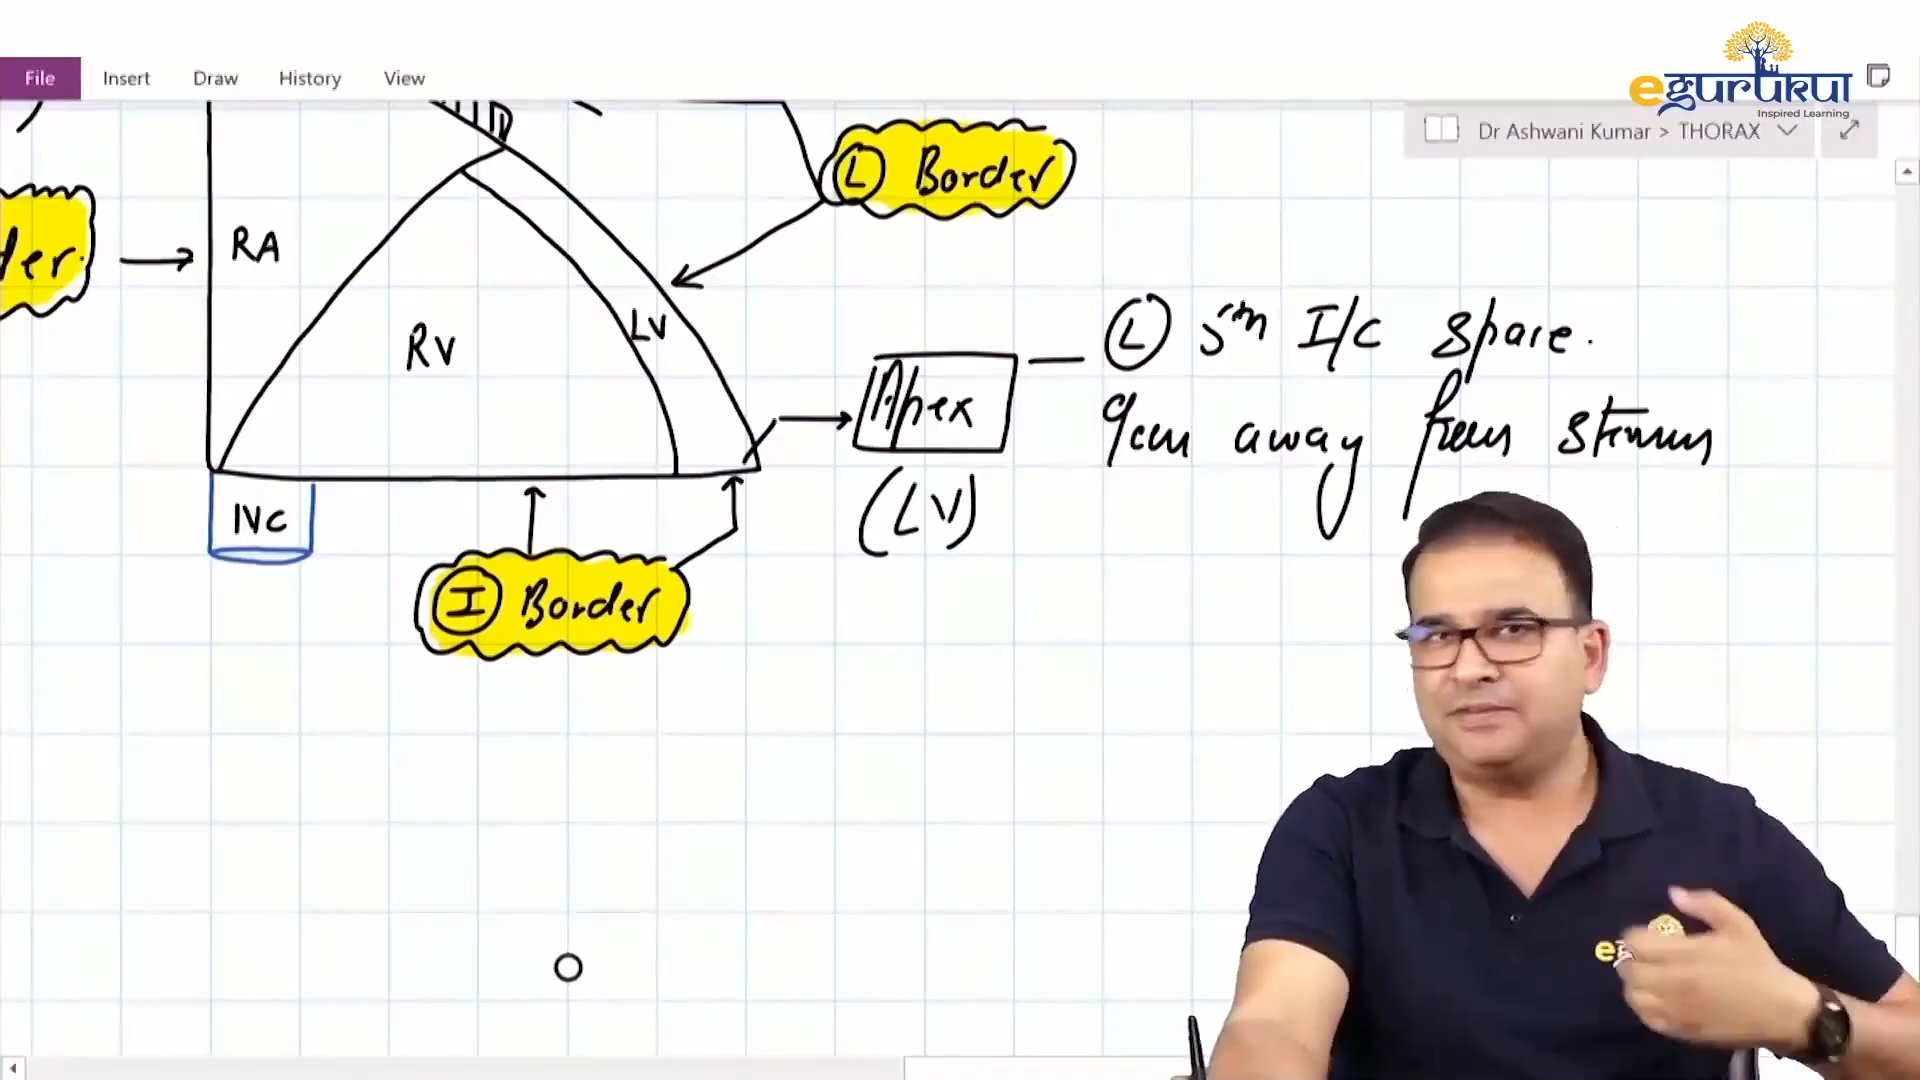 egurukul
Inspired Learning
File Insert Draw History View
Dr Ashwani Kumar > THORAX
(L) Border
der.
RA
RV
LV
Apex
(L) 5th I/C space.
9cm away from sternum
(LV)
IVC
(I) Border